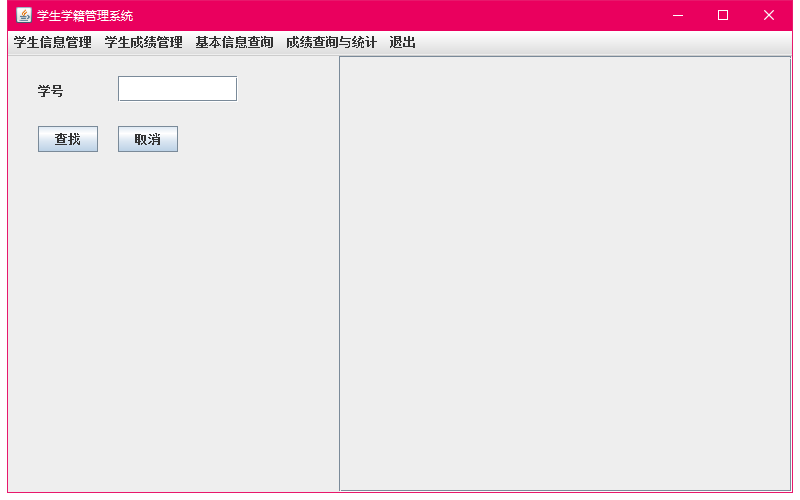 学生学籍管理系统
学生信息管理 学生成绩管理 基本信息查询 成绩查询与统计 退出
学号
查找 取消